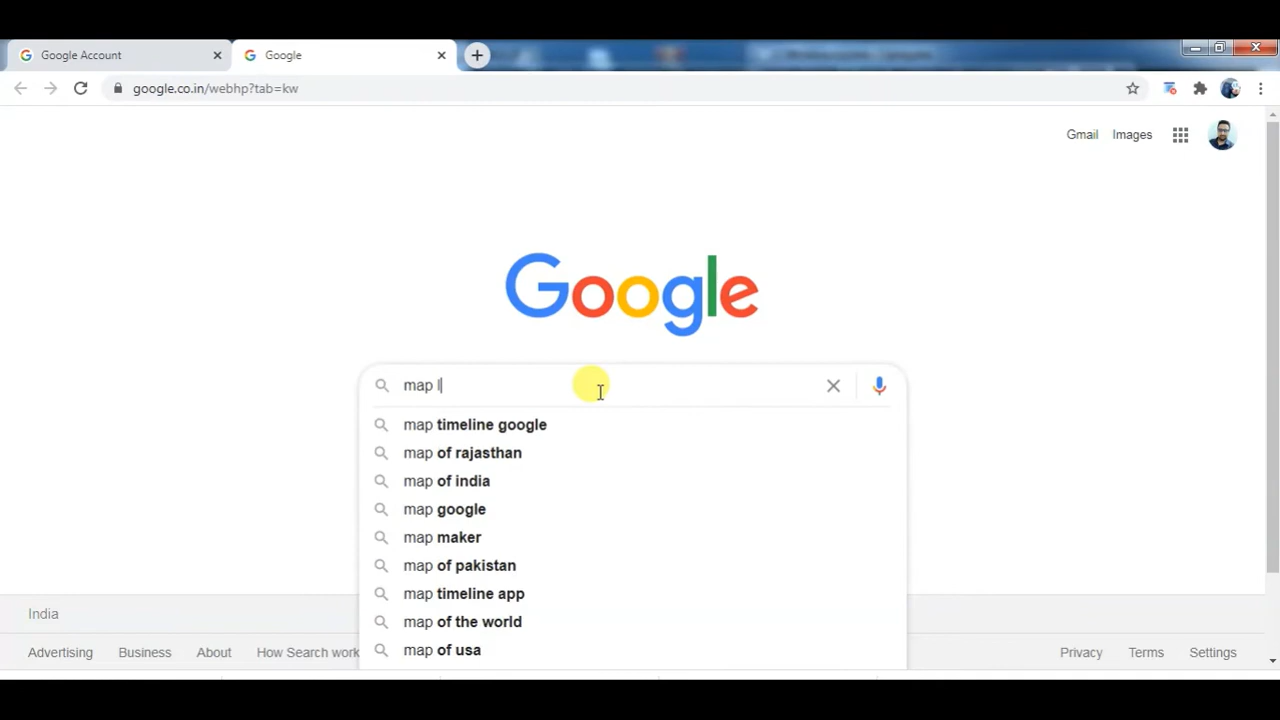 Google Account
Google
google.co.in/webhp?tab=kw
Gmail Images
Google
map l
map timeline google
map of rajasthan
map of india
map google
map maker
map of pakistan
map timeline app
map of the world
map of usa
India
Advertising Business About How Search work Privacy Terms Settings